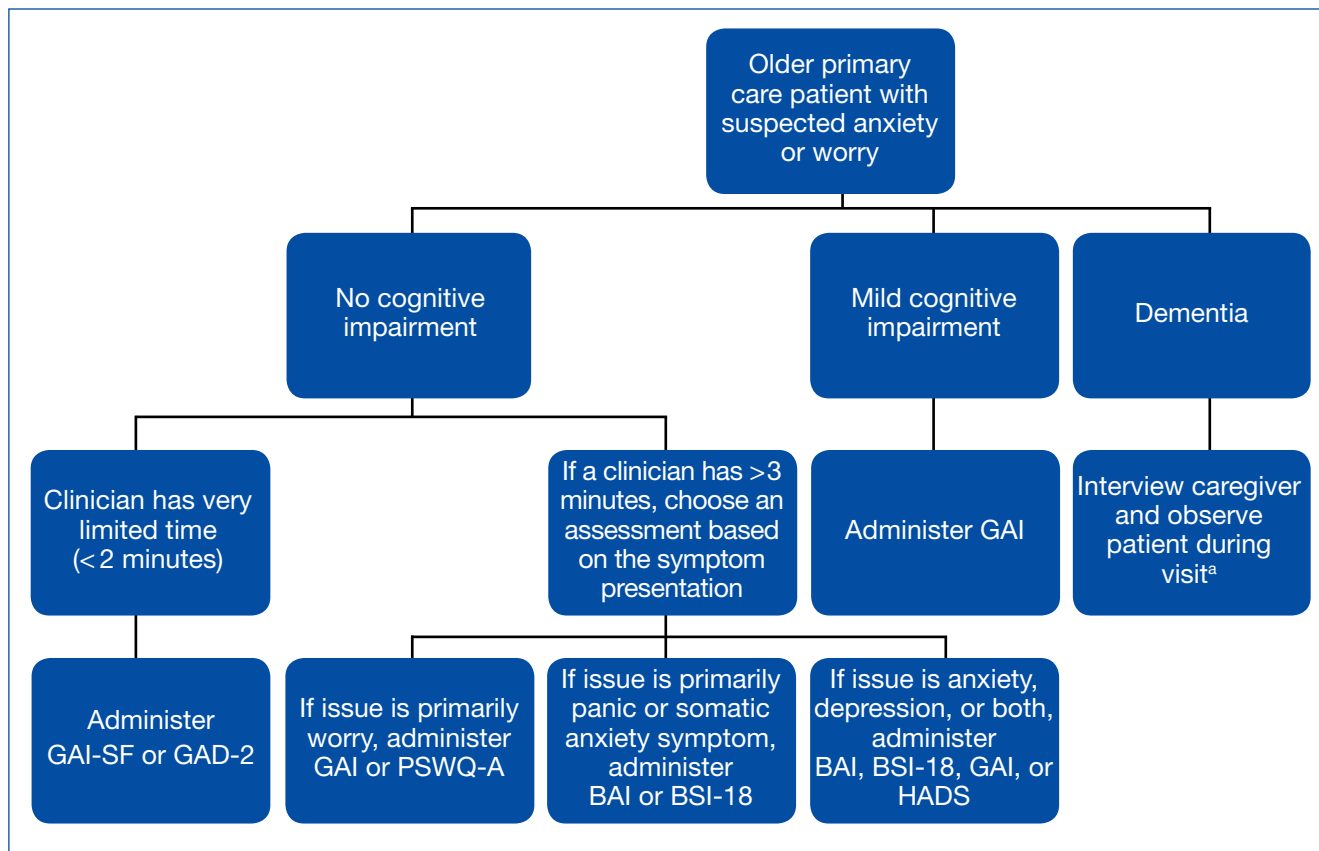 Older primary
care patient with
suspected anxiety
or worry
No cognitive
impairment
Mild cognitive
impairment
Dementia
Clinician has very
limited time
(< 2 minutes)
If a clinician has >3
minutes, choose an
assessment based
on the symptom
presentation
Administer GAI
Interview caregiver
and observe
patient during
visitᵃ
Administer
GAI-SF or GAD-2
If issue is primarily
worry, administer
GAI or PSWQ-A
If issue is primarily
panic or somatic
anxiety symptom,
administer
BAI or BSI-18
If issue is anxiety,
depression, or both,
administer
BAI, BSI-18, GAI, or
HADS